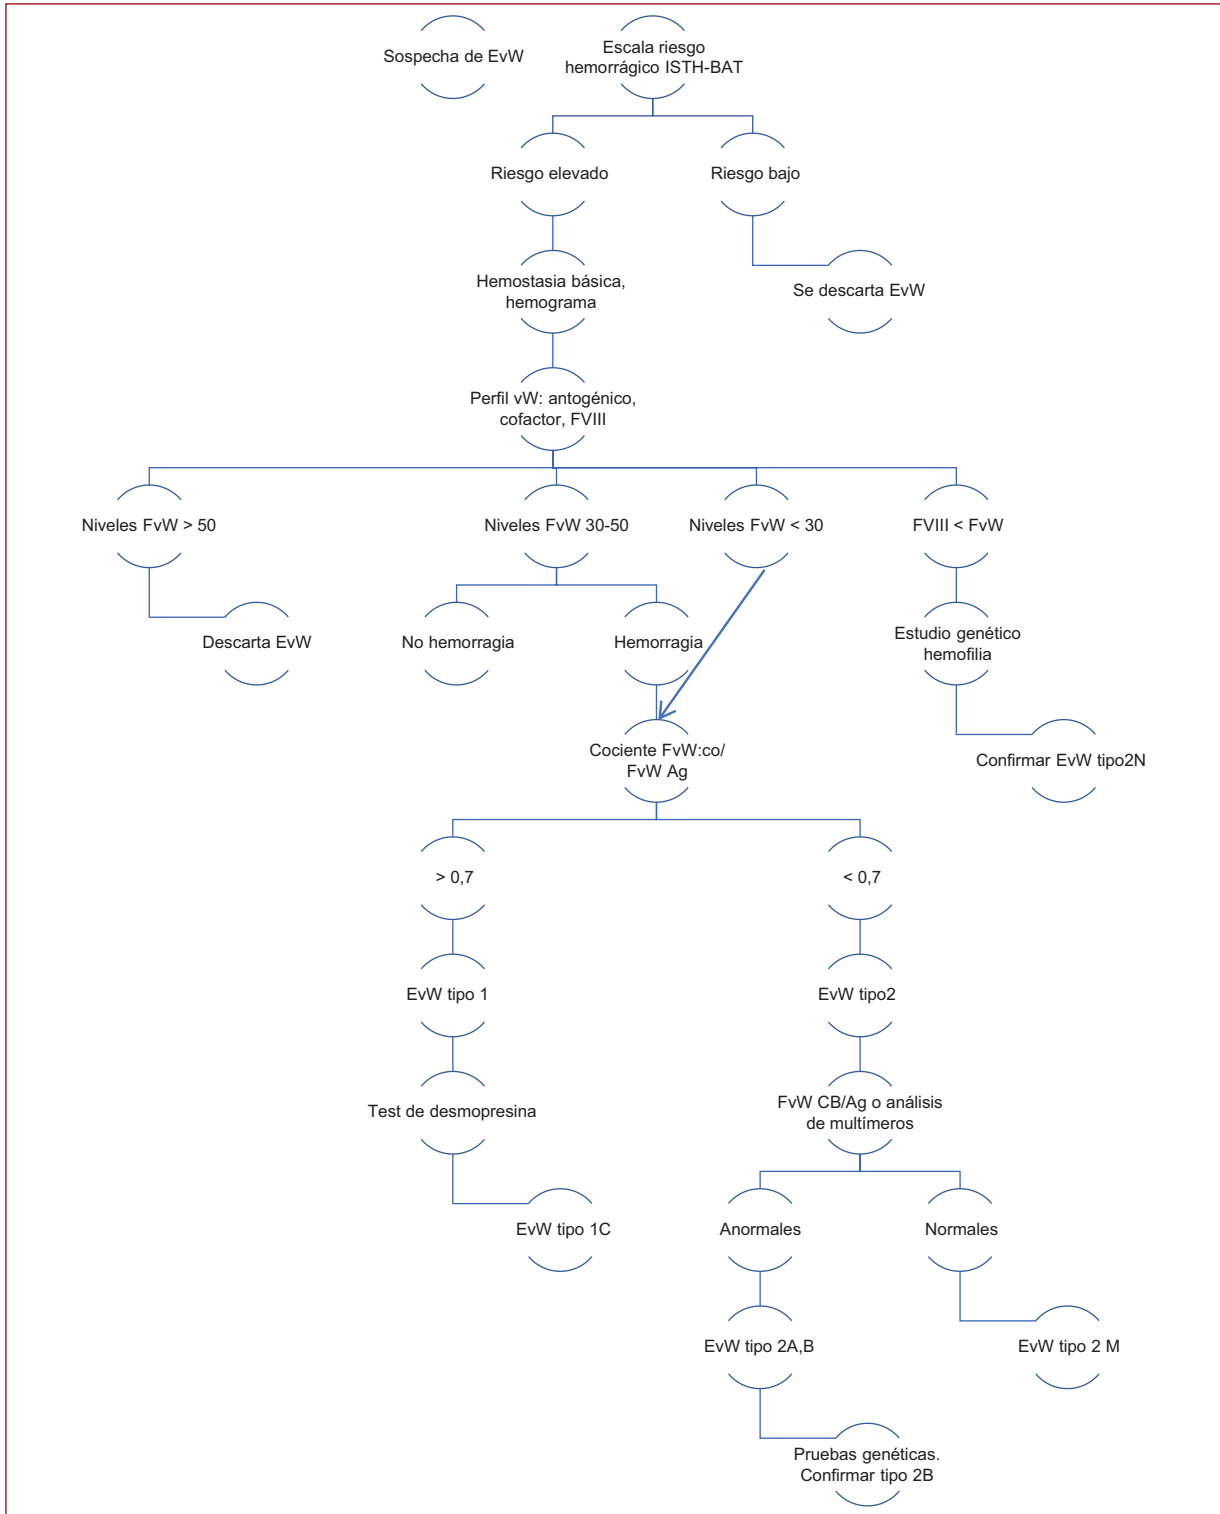 Sospecha de EvW
Escala riesgo
hemorrágico ISTH-BAT
Riesgo elevado
Riesgo bajo
Hemostasia básica,
hemograma
Se descarta EvW
Perfil vW: antogénico,
cofactor, FVIII
Niveles FvW > 50
Niveles FvW 30-50
Niveles FvW < 30
FVIII < FvW
Descarta EvW
No hemorragia
Hemorragia
Estudio genético
hemofilia
Cociente FvW:co/
FvW Ag
Confirmar EvW tipo2N
> 0,7
< 0,7
EvW tipo 1
EvW tipo2
Test de desmopresina
FvW CB/Ag o análisis
de multímeros
EvW tipo 1C
Anormales
Normales
EvW tipo 2A,B
EvW tipo 2 M
Pruebas genéticas.
Confirmar tipo 2B